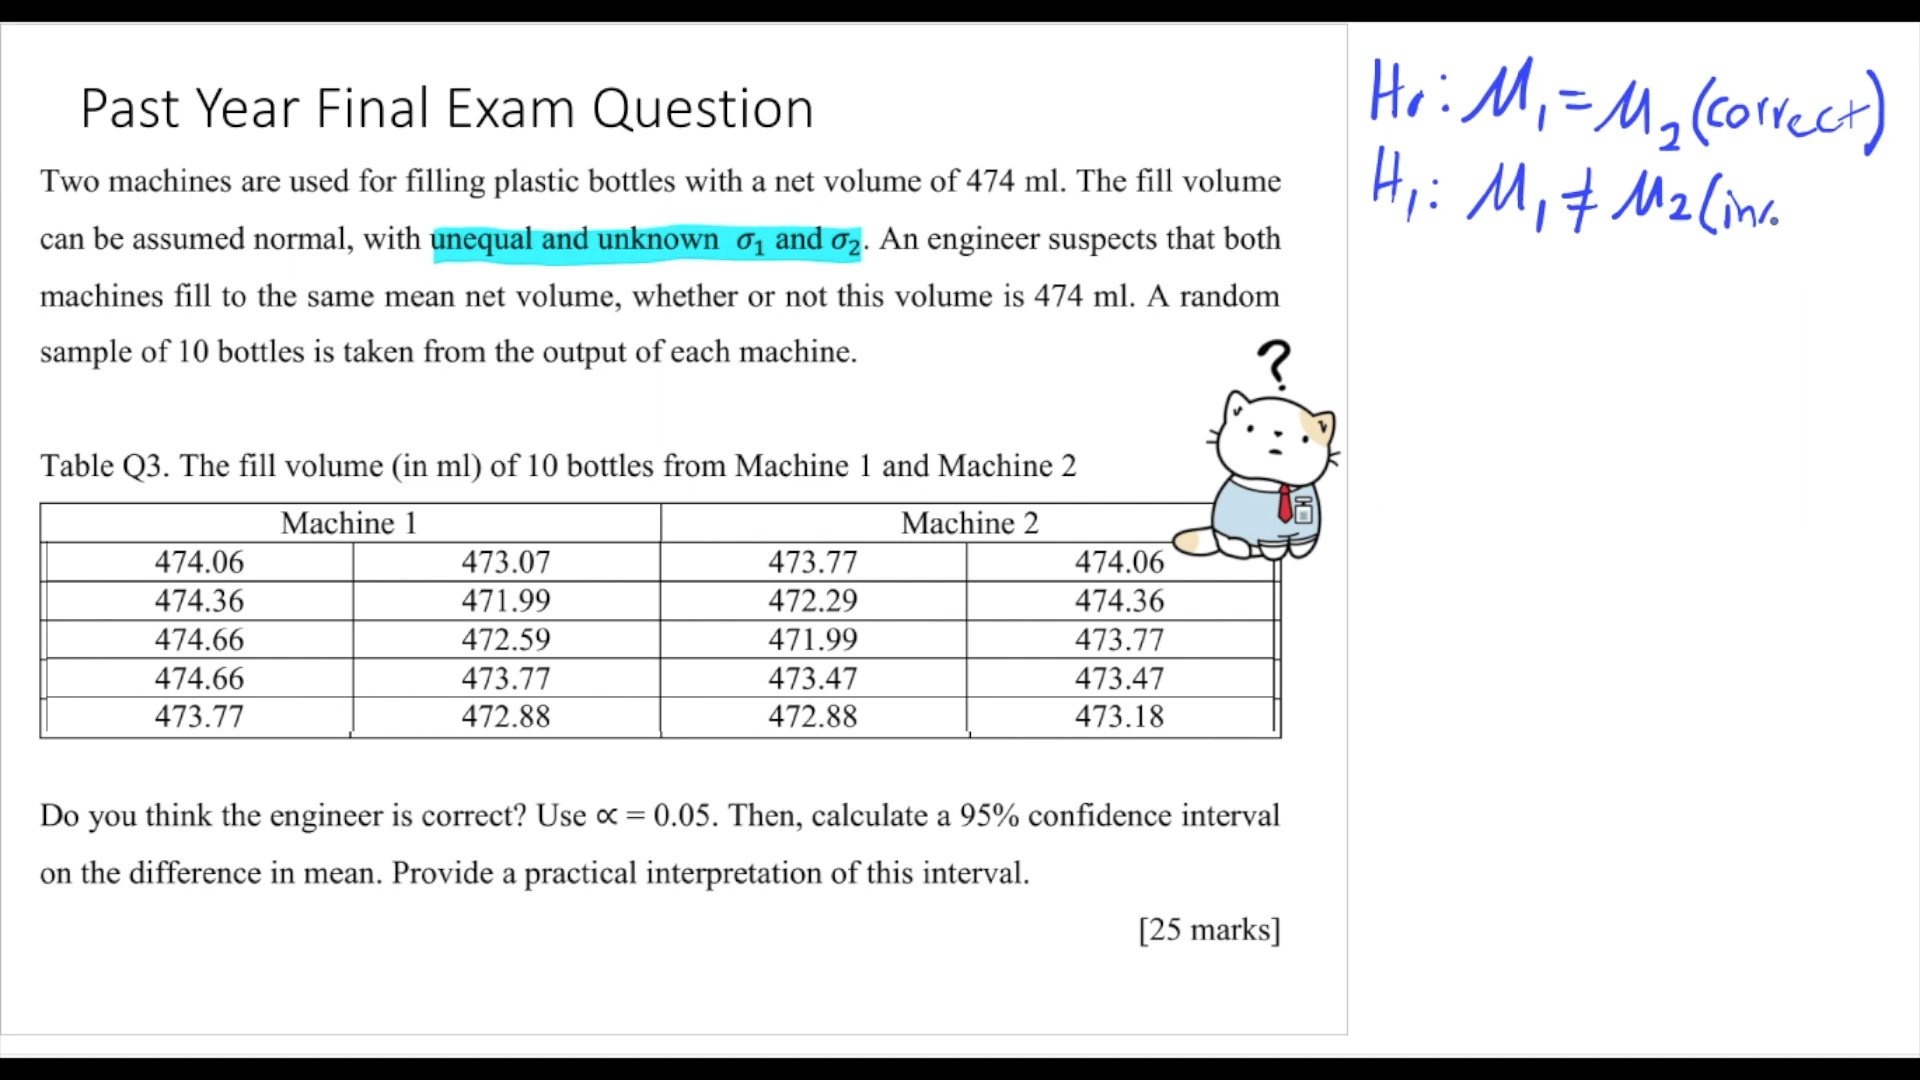 Past Year Final Exam Question
Two machines are used for filling plastic bottles with a net volume of 474 ml. The fill volume
can be assumed normal, with unequal and unknown σ₁ and σ₂. An engineer suspects that both
machines fill to the same mean net volume, whether or not this volume is 474 ml. A random
sample of 10 bottles is taken from the output of each machine.
?
Table Q3. The fill volume (in ml) of 10 bottles from Machine 1 and Machine 2
Machine 1 Machine 2
474.06 473.07 473.77 474.06
474.36 471.99 472.29 474.36
474.66 472.59 471.99 473.77
474.66 473.77 473.47 473.47
473.77 472.88 472.88 473.18
Do you think the engineer is correct? Use ∝ = 0.05. Then, calculate a 95% confidence interval
on the difference in mean. Provide a practical interpretation of this interval.
[25 marks]
H₀: μ₁ = μ₂ (correct)
H₁: μ₁ ≠ μ₂ (inc